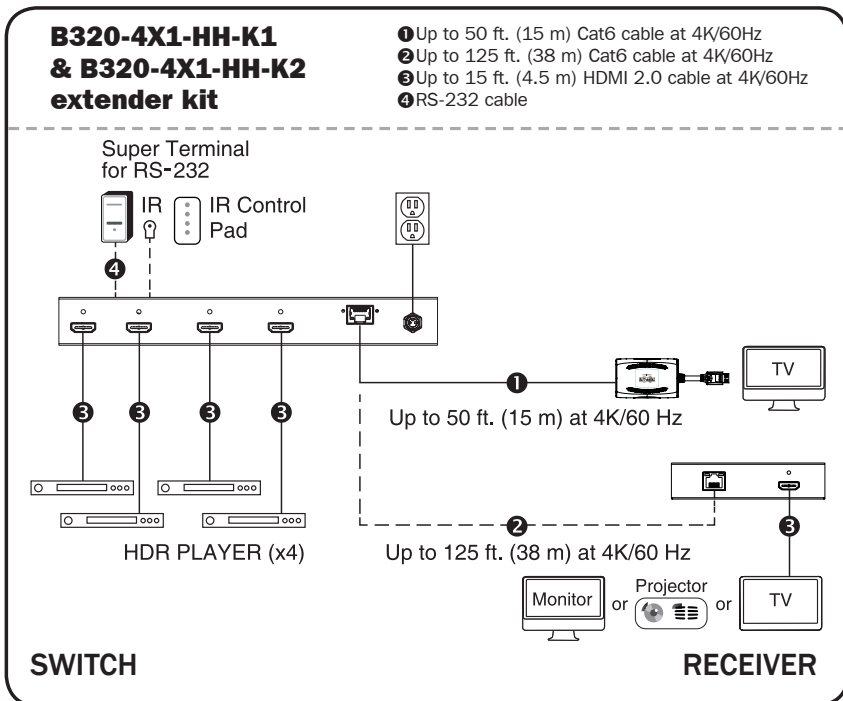 B320-4X1-HH-K1
& B320-4X1-HH-K2
extender kit
❶Up to 50 ft. (15 m) Cat6 cable at 4K/60Hz
❷Up to 125 ft. (38 m) Cat6 cable at 4K/60Hz
❸Up to 15 ft. (4.5 m) HDMI 2.0 cable at 4K/60Hz
❹RS-232 cable
Super Terminal
for RS-232
IR
IR Control
Pad
❹
❶
TV
❸ ❸ ❸ ❸
Up to 50 ft. (15 m) at 4K/60 Hz
❷
❸
HDR PLAYER (x4)
Up to 125 ft. (38 m) at 4K/60 Hz
Monitor
or
Projector
or
TV
SWITCH
RECEIVER